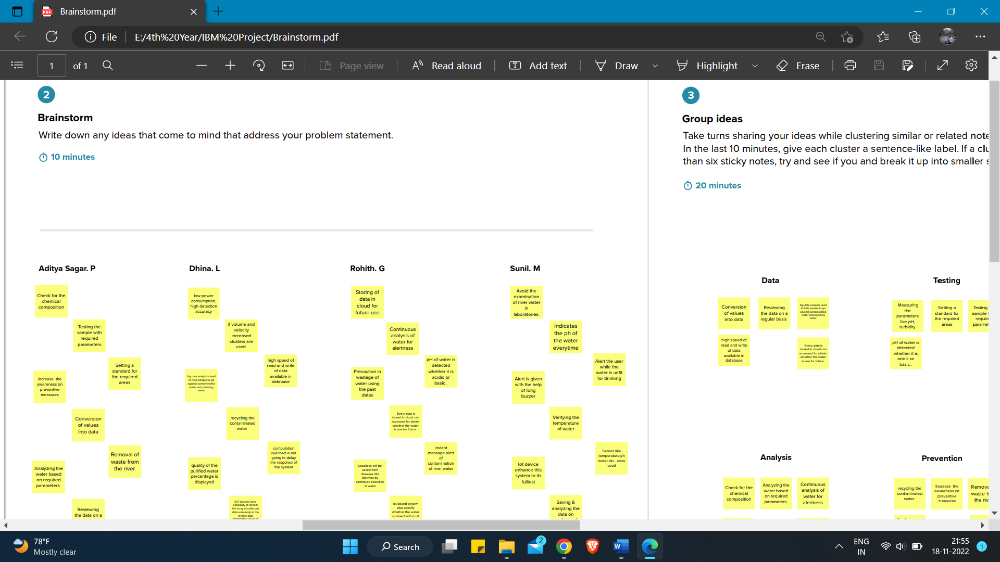 Brainstorm.pdf
File
E:/4th%20Year/IBM%20Project/Brainstorm.pdf
1
of 1
Page view
Read aloud
Add text
Draw
Highlight
Erase
2
Brainstorm
Write down any ideas that come to mind that address your problem statement.
10 minutes
Aditya Sagar. P
Check for the
chemical
composition
Testing the
sample with
required
parameters
Setting a
standard for
the required
areas
Increase the
awareness on
preventive
measures
Conversion
of values
into data
Removal of
waste from
the river.
Analyzing the
water based
on required
parameters
Reviewing
the data on a
Dhina. L
low power
consumption,
high detection
accuracy
if volume and
velocity
increased
clusters are
used
high speed of
read and write
of data
available in
database
big data analytics used
to help people to go
against contaminated
water and polluting
water
recycling the
contaminated
water
computation
overload is not
going to delay
the response of
the system
quality of the
purified water
percentage is
displayed
IOT devices have
capability to stream
the array of collected
data wirelessly to the
remote data
Rohith. G
Storing of
data in
cloud for
future use
Continuous
analysis of
water for
alertness
pH of water is
detected
whether it is
acidic or
basic .
Precaution in
wastage of
water using
the past
datas
Every data is
stored in cloud can
accessed for obtain
whether the water
is use for future
Instant
message alert
of
contamination
of river water
Localities will be
saved from
diseases like
diarrhea by
continuos detection
of water
iot based system
also specify
whether the water
is mixed with dust
Sunil. M
Avoid the
examination
of river water
in
laboratories.
Indicates
the ph of
the water
everytime
Alert the user
while the
water is unfit
for drinking
Alert is given
with the help
of long
buzzer
Verifying the
temperature
of water
Sensor like
temperature,ph
meter etc.. were
used
Iot device
enhance this
system to its
fulliest
Saving &
analyzing the
data on
3
Group ideas
Take turns sharing your ideas while clustering similar or related note
In the last 10 minutes, give each cluster a sentence-like label. If a clu
than six sticky notes, try and see if you and break it up into smaller s
20 minutes
Data
Conversion
of values
into data
Reviewing
the data on a
regular basis
big data analysis used
to help people to go
against contaminated
water and polluting
water
high speed of
read and write
of data
available in
database
Every data is
stored in cloud can
accessed for obtain
whether the water
is use for future
Testing
Measuring
the
parameters
like pH,
turbidity
Setting a
standard for
the required
areas
Testing
sample
require
parame
pH of water is
detected
whether it is
acidic or
basic .
Analysis
Check for the
chemical
composition
Analyzing the
water based
on required
parameters
Continuous
analysis of
water for
alertness
Prevention
recycling the
contaminated
water
Increase the
awareness on
preventive
measures
Remova
waste f
the riv
78°F
Mostly clear
Search
2
ENG
IN
21:55
18-11-2022
1